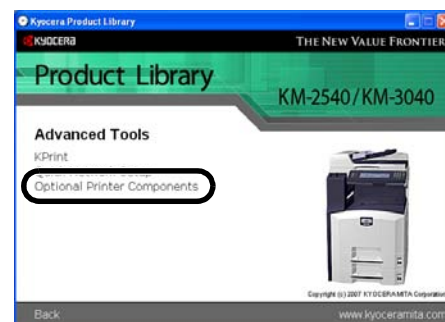 Kyocera Product Library
KYOCERA
THE NEW VALUE FRONTIER
Product Library
KM-2540/KM-3040
Advanced Tools
KPrint
Optional Printer Components
Copyright (c) 2007 KYOCERA MITA Corporation
Back
www.kyoceramita.com